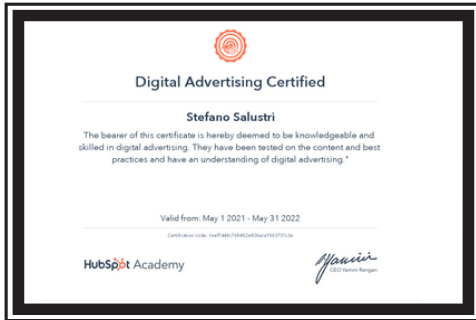 Digital Advertising Certified
Stefano Salustri
The bearer of this certificate is hereby deemed to be knowledgeable and
skilled in digital advertising. They have been tested on the content and best
practices and have an understanding of digital advertising."
Valid from: May 1 2021 - May 31 2022
Certification code:
HubSpot Academy
CEO Yamini Rangan